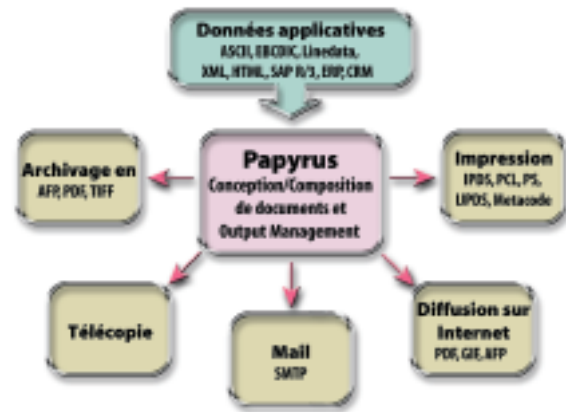 Données applicatives
ASCII, EBCDIC, Linedata,
XML, HTML, SAP R/3, ERP, CRM
Papyrus
Conception/Composition
de documents et
Output Management
Archivage en
AFP, PDF, TIFF
Impression
IPDS, PCL, PS,
LIPDS, Metacode
Télécopie
Mail
SMTP
Diffusion sur
Internet
PDF, GIF, AFP